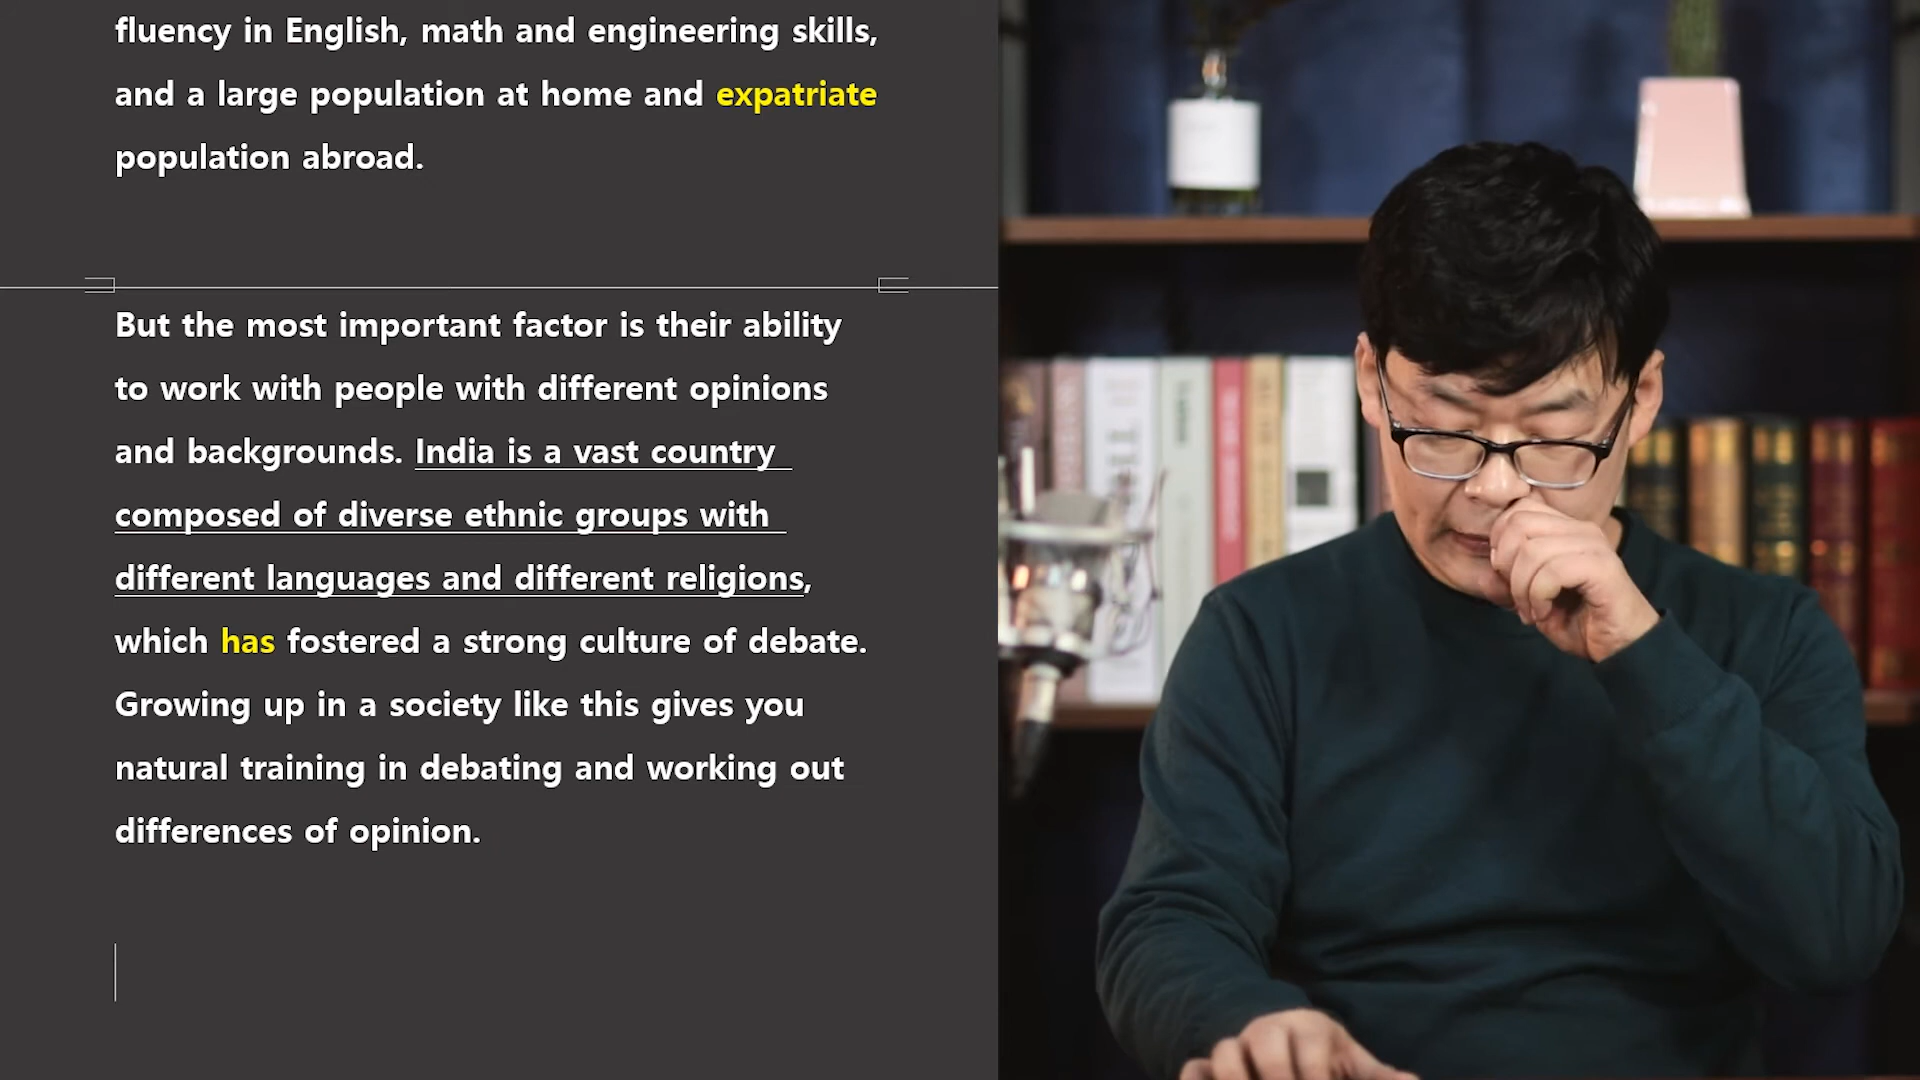 fluency in English, math and engineering skills,
and a large population at home and expatriate
population abroad.
But the most important factor is their ability
to work with people with different opinions
and backgrounds. India is a vast country
composed of diverse ethnic groups with
different languages and different religions,
which has fostered a strong culture of debate.
Growing up in a society like this gives you
natural training in debating and working out
differences of opinion.